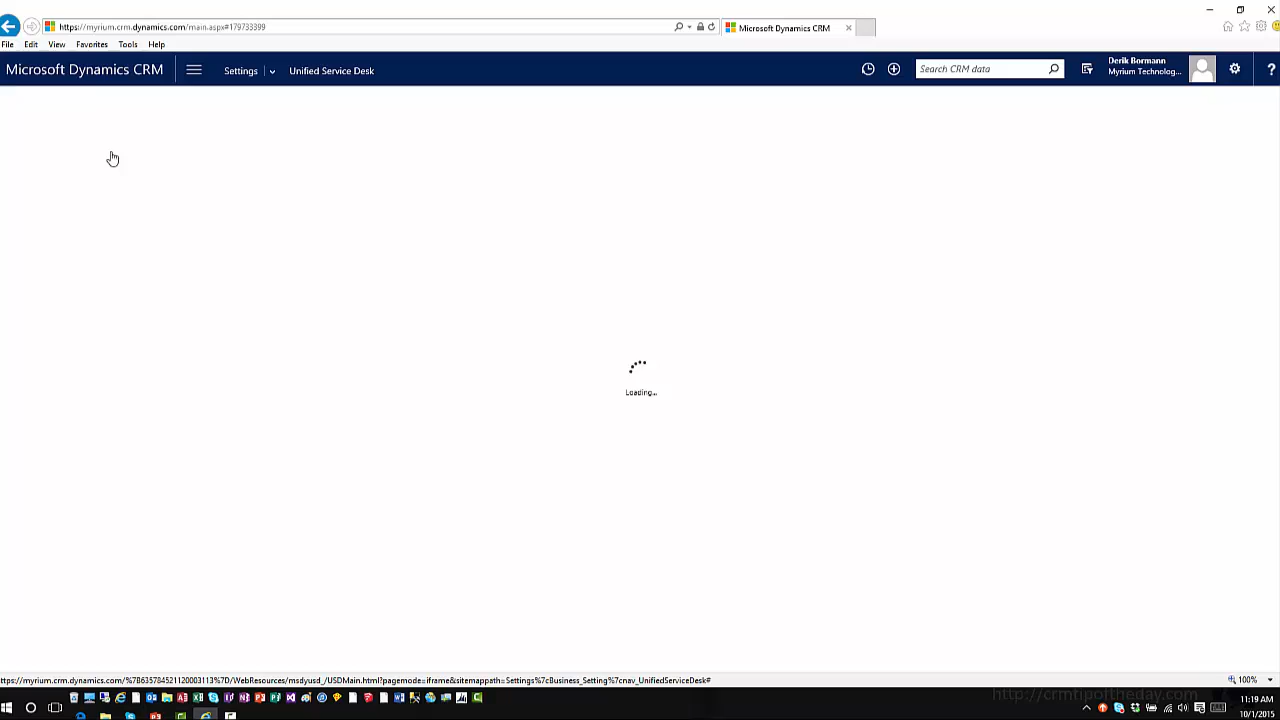 https://myrium.crm.dynamics.com/main.aspx#179733399
Microsoft Dynamics CRM
File Edit View Favorites Tools Help
Microsoft Dynamics CRM
Settings
Unified Service Desk
Search CRM data
Derik Bormann
Myrium Technolog...
?
Loading...
https://myrium.crm.dynamics.com/%7B635784521120003113%7D/WebResources/msdyusd_/USDMain.html?pagemode=iframe&sitemappath=Settings%7cBusiness_Setting%7cnav_UnifiedServiceDesk#
100%
http://crmtipoftheday.com
11:19 AM
10/1/2015